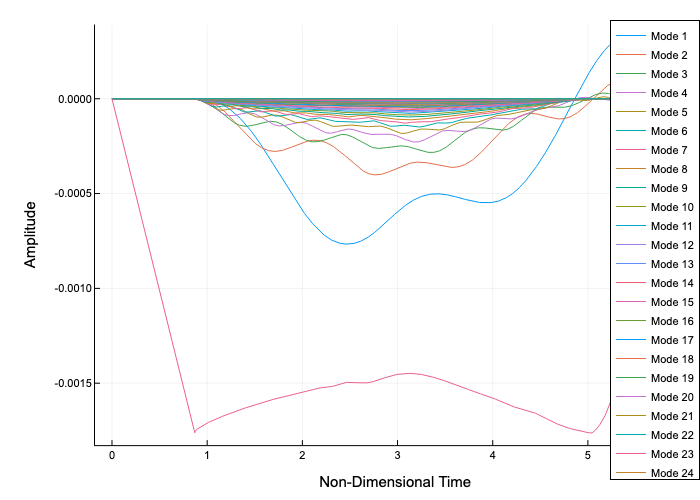 0.0000
-0.0005
-0.0010
-0.0015
Amplitude
0
1
2
3
4
5
Non-Dimensional Time
Mode 1
Mode 2
Mode 3
Mode 4
Mode 5
Mode 6
Mode 7
Mode 8
Mode 9
Mode 10
Mode 11
Mode 12
Mode 13
Mode 14
Mode 15
Mode 16
Mode 17
Mode 18
Mode 19
Mode 20
Mode 21
Mode 22
Mode 23
Mode 24